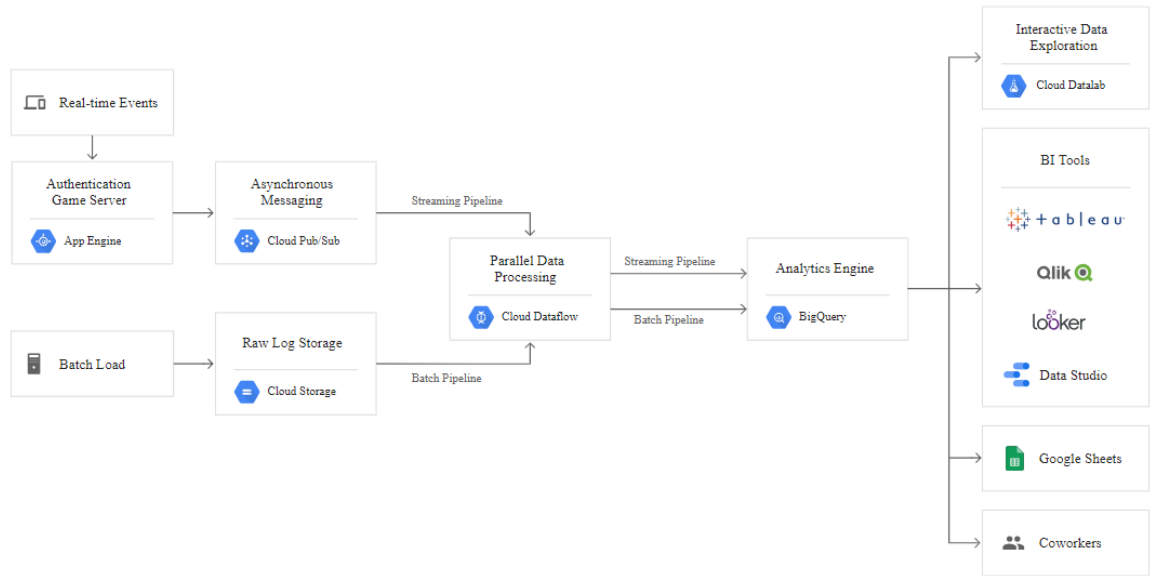 Real-time Events
Authentication
Game Server
App Engine
Asynchronous
Messaging
Cloud Pub/Sub
Streaming Pipeline
Batch Load
Raw Log Storage
Cloud Storage
Batch Pipeline
Parallel Data
Processing
Cloud Dataflow
Streaming Pipeline
Batch Pipeline
Analytics Engine
BigQuery
Interactive Data
Exploration
Cloud Datalab
BI Tools
tableau
Qlik
looker
Data Studio
Google Sheets
Coworkers